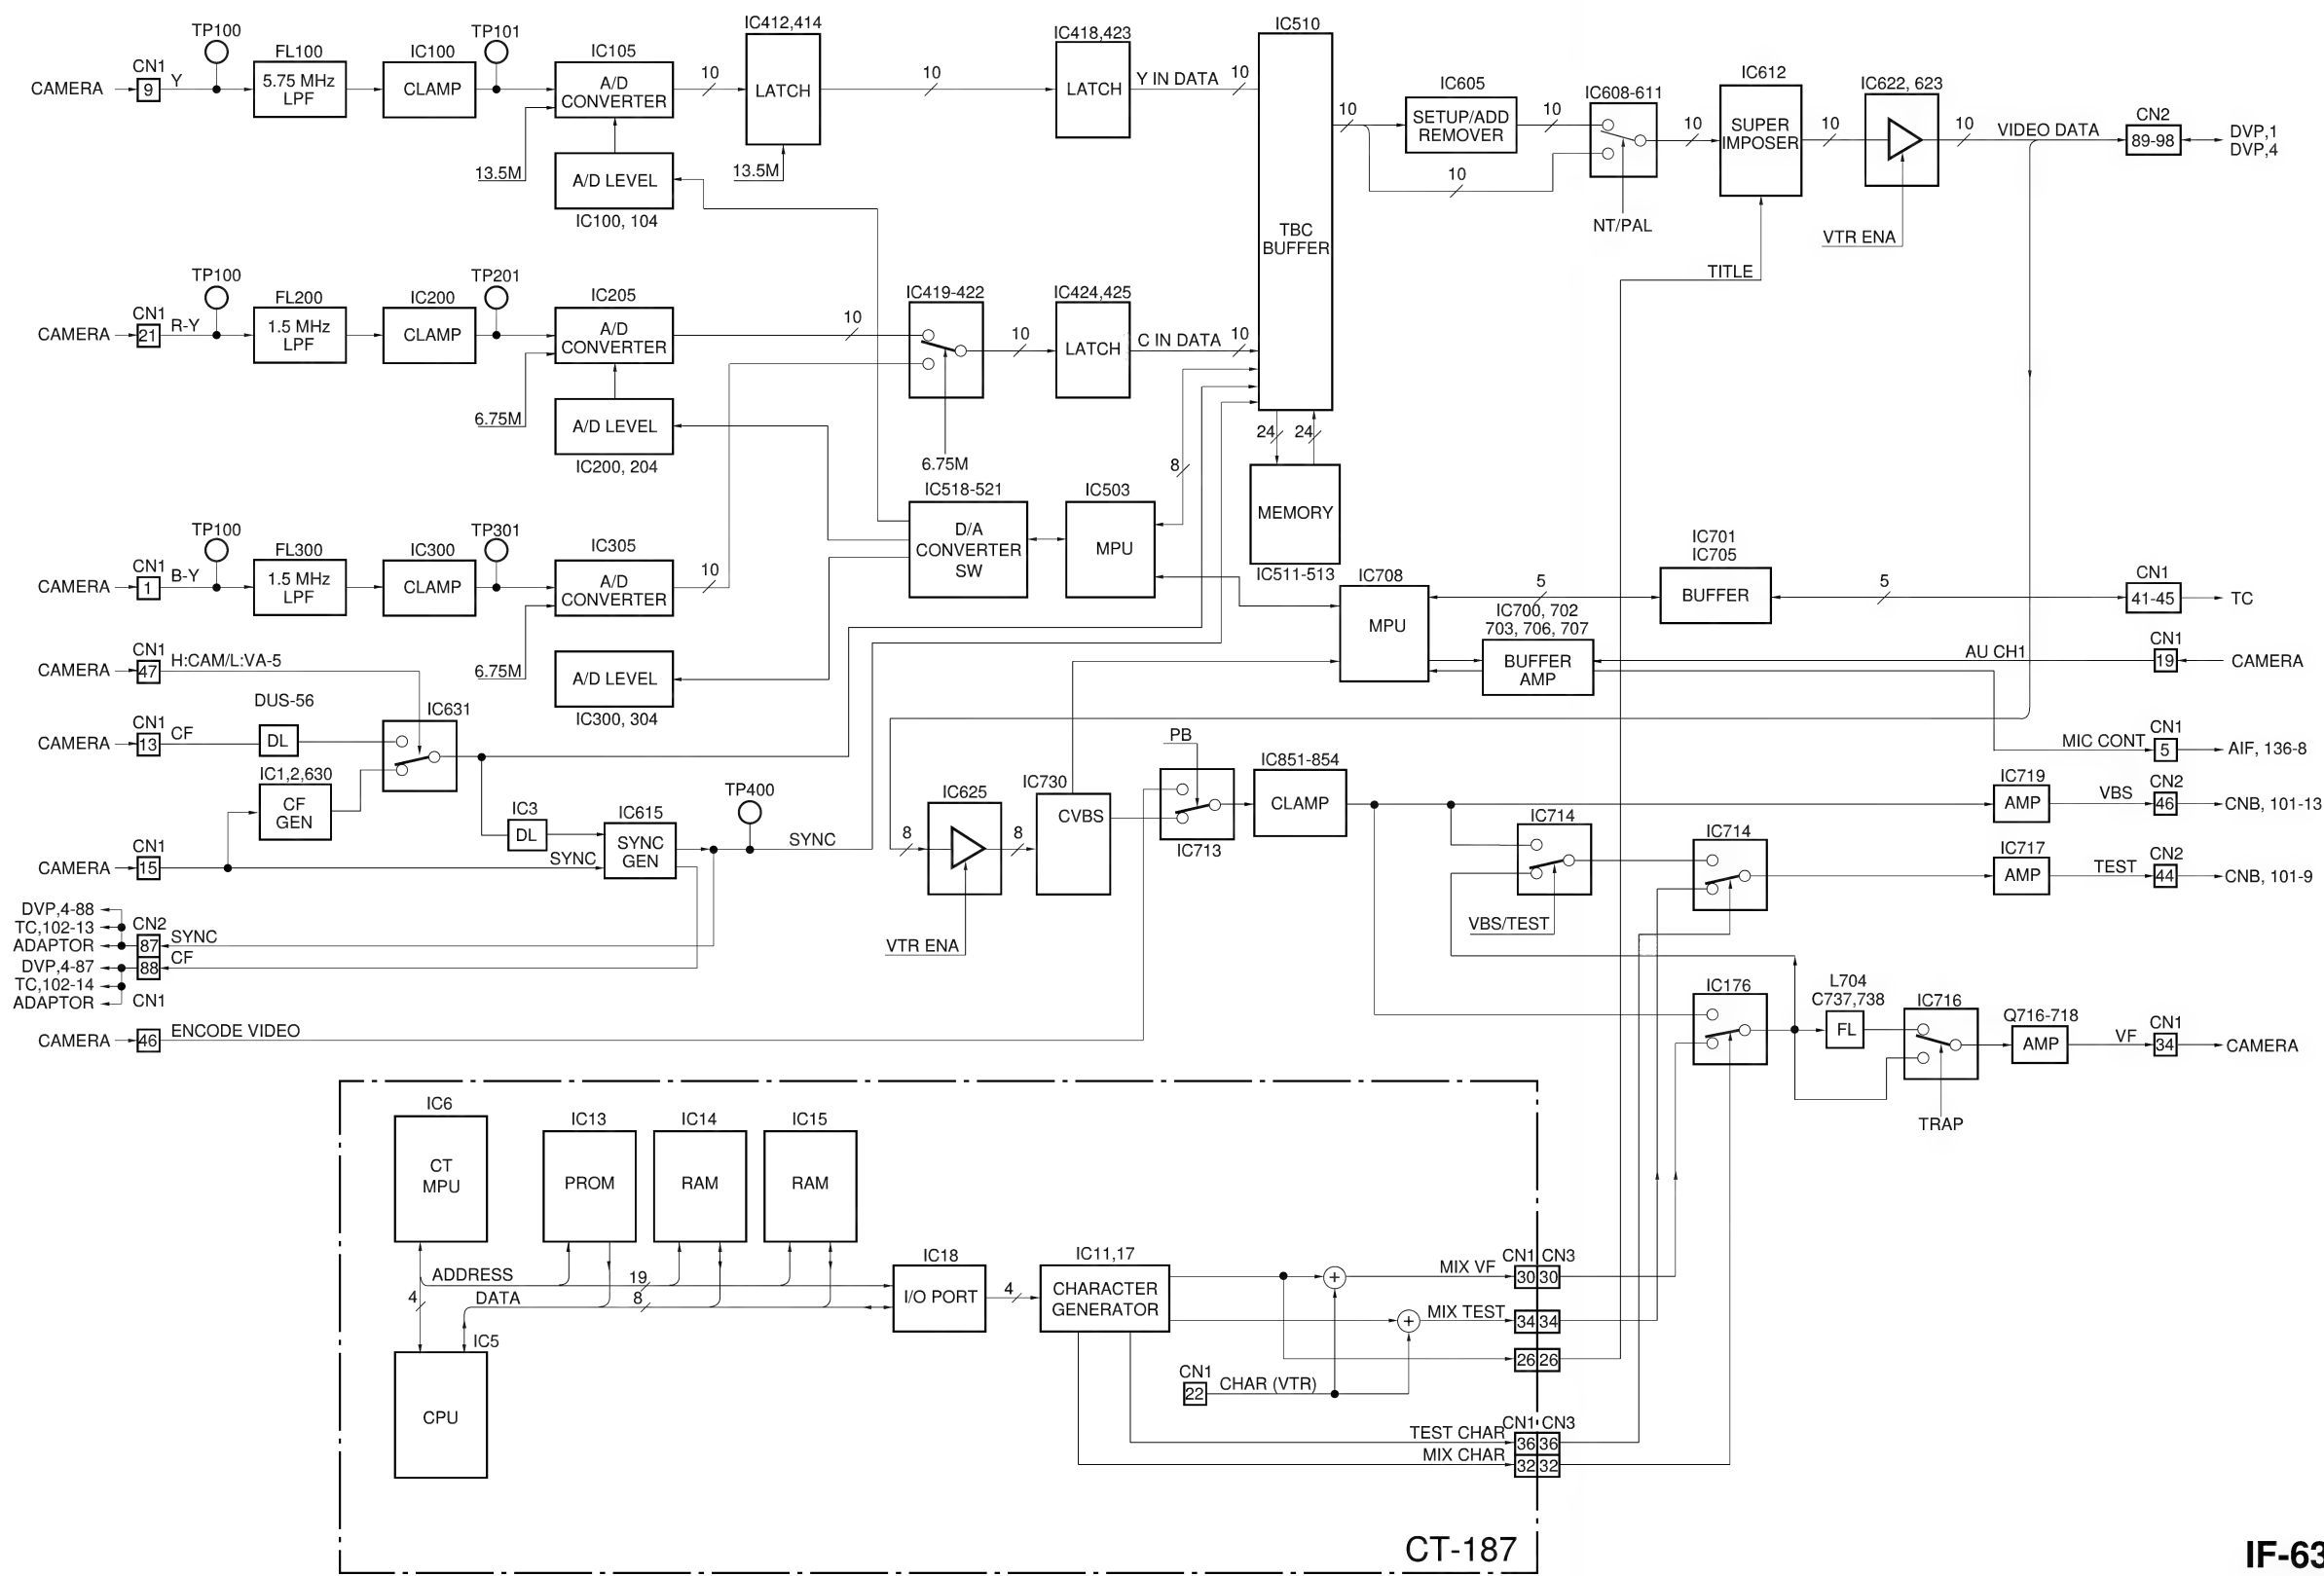 CAMERA
CN1
9
Y
TP100
FL100
5.75 MHz
LPF
IC100
CLAMP
TP101
IC105
A/D
CONVERTER
13.5M
A/D LEVEL
IC100, 104
10
IC412,414
LATCH
13.5M
10
IC418,423
LATCH
Y IN DATA
10
IC510
TBC
BUFFER
10
IC605
SETUP/ADD
REMOVER
10
10
IC608-611
NT/PAL
10
IC612
SUPER
IMPOSER
TITLE
10
IC622, 623
VTR ENA
10
VIDEO DATA
CN2
89-98
DVP,1
DVP,4
CAMERA
CN1
21
R-Y
TP100
FL200
1.5 MHz
LPF
IC200
CLAMP
TP201
IC205
A/D
CONVERTER
6.75M
A/D LEVEL
IC200, 204
10
IC419-422
6.75M
10
IC424,425
LATCH
C IN DATA
10
8
24
24
MEMORY
IC511-513
IC518-521
D/A
CONVERTER
SW
IC503
MPU
CAMERA
CN1
1
B-Y
TP100
FL300
1.5 MHz
LPF
IC300
CLAMP
TP301
IC305
A/D
CONVERTER
6.75M
A/D LEVEL
IC300, 304
10
IC708
MPU
5
IC701
IC705
BUFFER
5
CN1
41-45
TC
IC700, 702
703, 706, 707
BUFFER
AMP
AU CH1
CN1
19
CAMERA
MIC CONT
CN1
5
AIF, 136-8
CAMERA
CN1
47
H:CAM/L:VA-5
CAMERA
CN1
13
CF
DUS-56
DL
IC631
IC1,2,630
CF
GEN
CAMERA
CN1
15
IC3
DL
SYNC
IC615
SYNC
GEN
TP400
SYNC
DVP,4-88
TC,102-13
ADAPTOR
CN2
87
SYNC
DVP,4-87
TC,102-14
ADAPTOR
88
CF
CN1
CAMERA
46
ENCODE VIDEO
8
IC625
VTR ENA
8
IC730
CVBS
PB
IC713
IC851-854
CLAMP
IC714
VBS/TEST
IC714
IC719
AMP
VBS
CN2
46
CNB, 101-13
IC717
AMP
TEST
CN2
44
CNB, 101-9
IC176
L704
C737,738
FL
IC716
TRAP
Q716-718
AMP
VF
CN1
34
CAMERA
IC6
CT
MPU
IC13
PROM
IC14
RAM
IC15
RAM
ADDRESS
19
4
DATA
8
IC5
CPU
IC18
I/O PORT
4
IC11,17
CHARACTER
GENERATOR
+
MIX VF
CN1
CN3
30
30
+
MIX TEST
34
34
26
26
CN1
22
CHAR (VTR)
TEST CHAR
CN1
CN3
36
36
MIX CHAR
32
32
CT-187
IF-63